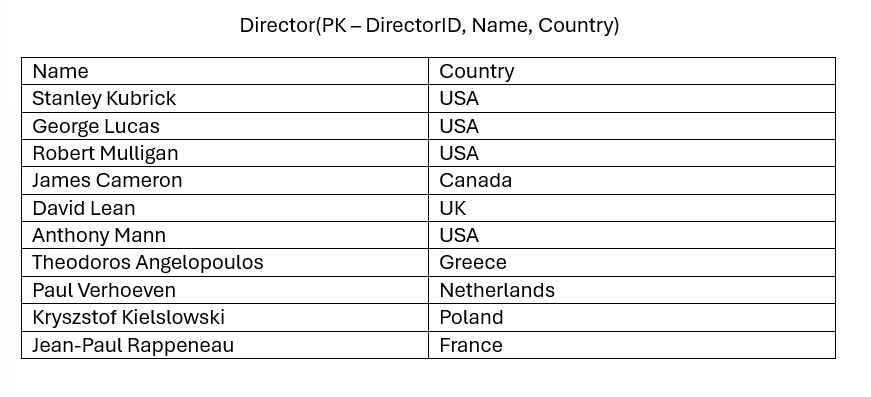 Director(PK – DirectorID, Name, Country)
Name Country
Stanley Kubrick USA
George Lucas USA
Robert Mulligan USA
James Cameron Canada
David Lean UK
Anthony Mann USA
Theodoros Angelopoulos Greece
Paul Verhoeven Netherlands
Kryszstof Kielslowski Poland
Jean-Paul Rappeneau France